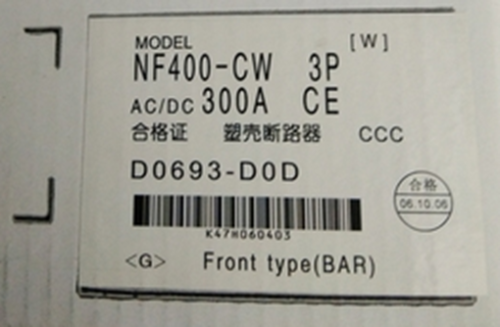 MODEL [W]
NF400-CW 3P
AC/DC 300A CE
合格证 塑壳断路器 CCC
D0693-D0D
合格
06.10.06
K47H060403
<G> Front type(BAR)